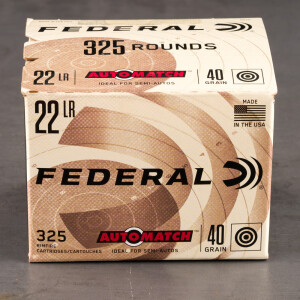 FEDERAL
325 ROUNDS
22 LR AUTOMATCH 40 GRAIN
IDEAL FOR SEMI-AUTOS
22 LR
MADE
IN THE USA
FEDERAL
325 AUTOMATCH 40 GRAIN
RIMFIRE
CARTRIDGES/CARTOUCHES IDEAL FOR SEMI-AUTOS